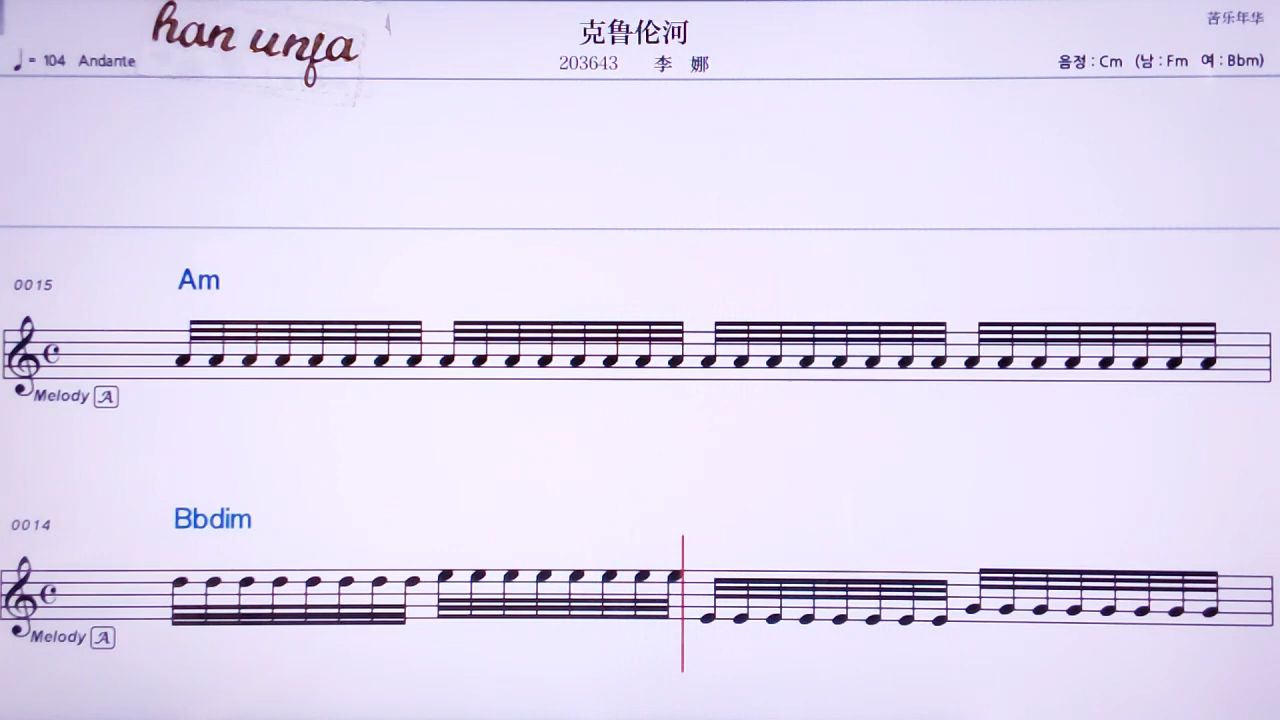 han unfa
克鲁伦河
苦乐年华
♩= 104 Andante
203643 李 娜
음정 : Cm (남 : Fm 여 : Bbm)
0015 Am
Melody A
0014 Bbdim
Melody A